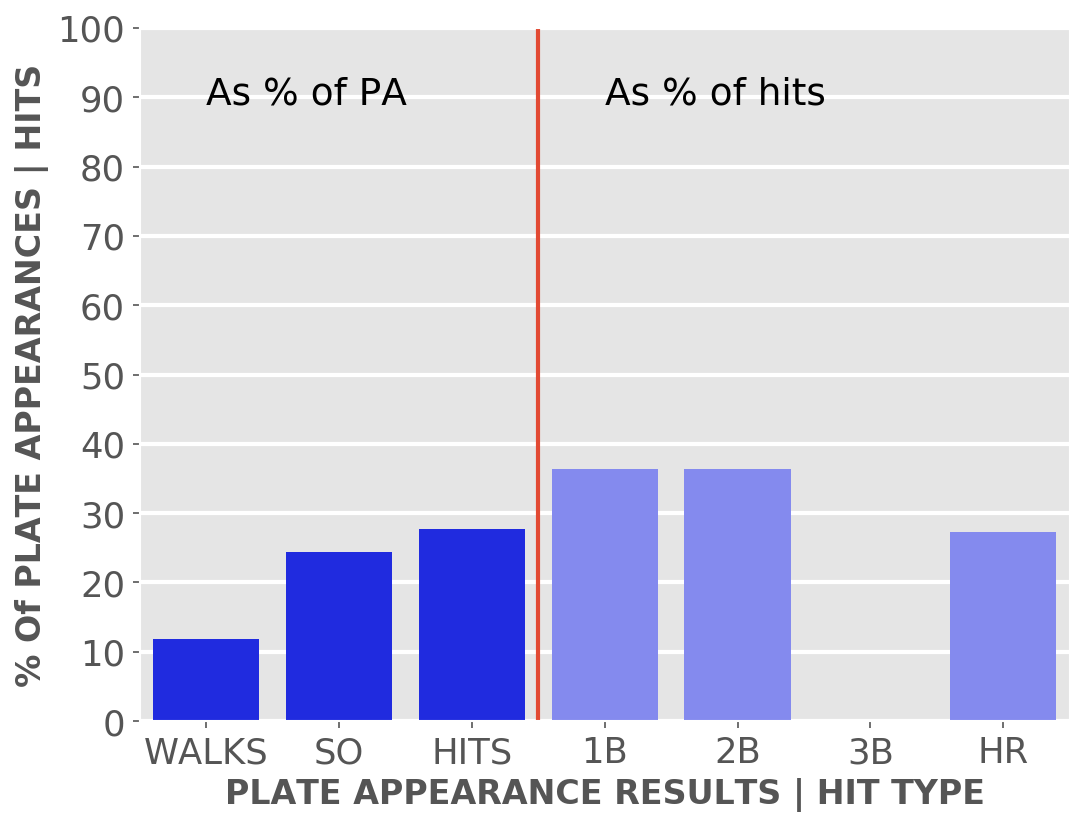 % Of PLATE APPEARANCES | HITS
100
90
80
70
60
50
40
30
20
10
0
As % of PA
As % of hits
WALKS SO HITS 1B 2B 3B HR
PLATE APPEARANCE RESULTS | HIT TYPE